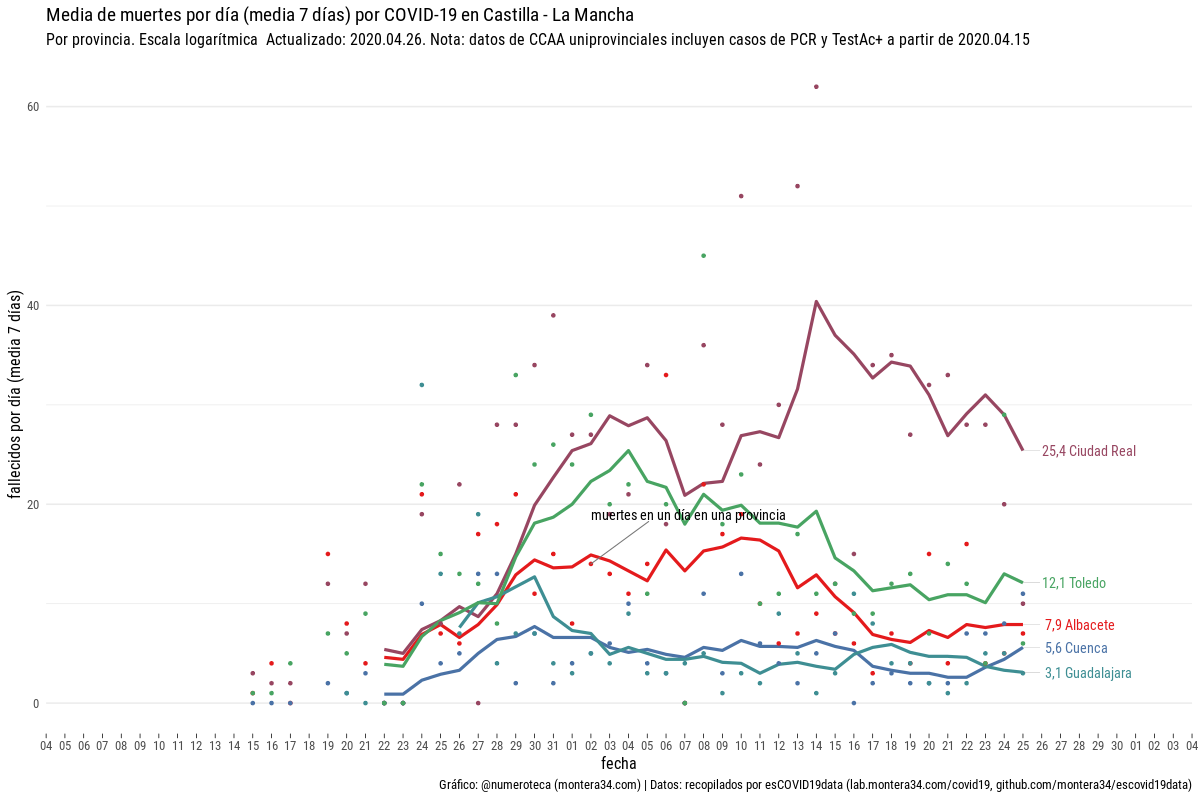 Media de muertes por día (media 7 días) por COVID-19 en Castilla - La Mancha
Por provincia. Escala logarítmica  Actualizado: 2020.04.26. Nota: datos de CCAA uniprovinciales incluyen casos de PCR y TestAc+ a partir de 2020.04.15
fallecidos por día (media 7 días)
60
40
20
0
muertes en un día en una provincia
25,4 Ciudad Real
12,1 Toledo
7,9 Albacete
5,6 Cuenca
3,1 Guadalajara
04 05 06 07 08 09 10 11 12 13 14 15 16 17 18 19 20 21 22 23 24 25 26 27 28 29 30 31 01 02 03 04 05 06 07 08 09 10 11 12 13 14 15 16 17 18 19 20 21 22 23 24 25 26 27 28 29 30 01 02 03 04
fecha
Gráfico: @numeroteca (montera34.com) | Datos: recopilados por esCOVID19data (lab.montera34.com/covid19, github.com/montera34/escovid19data)